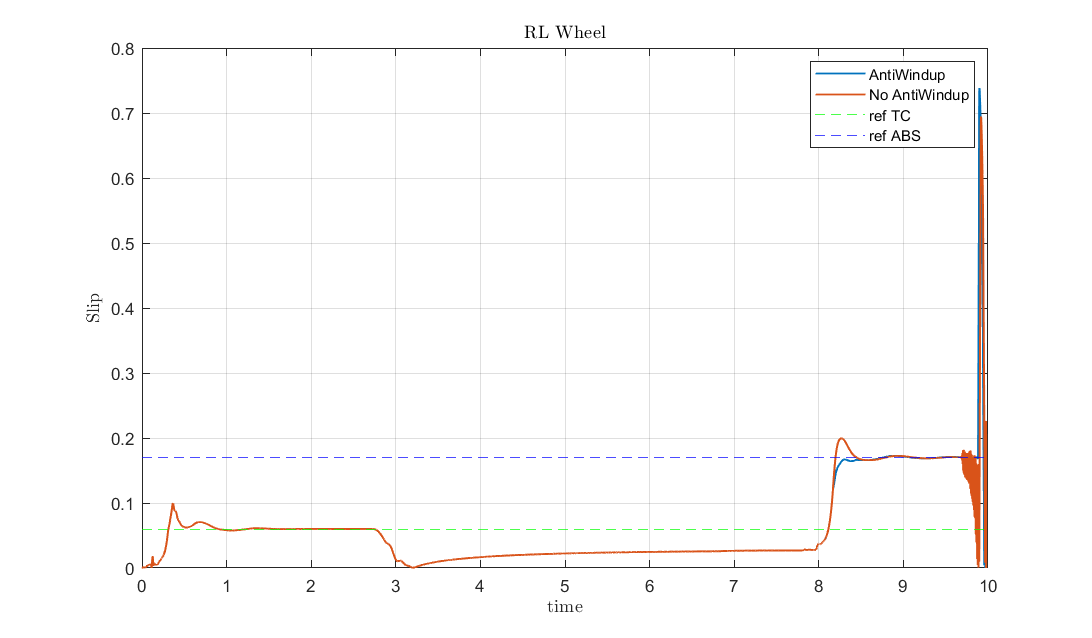 RL Wheel
0.8
0.7
0.6
0.5
0.4
0.3
0.2
0.1
0
Slip
AntiWindup
No AntiWindup
ref TC
ref ABS
0 1 2 3 4 5 6 7 8 9 10
time